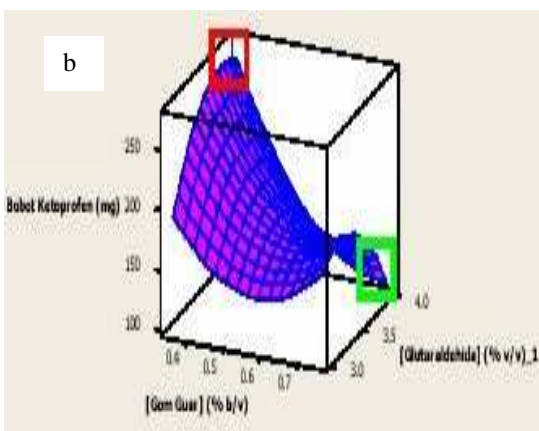 b
250
Bobot Ketoprofen (mg) 200
150
100
0.4
0.5
0.6
0.7
3.0
3.5
4.0
[Gom Guar] (% b/v)
[Glutaraldehida] (% v/v)_1